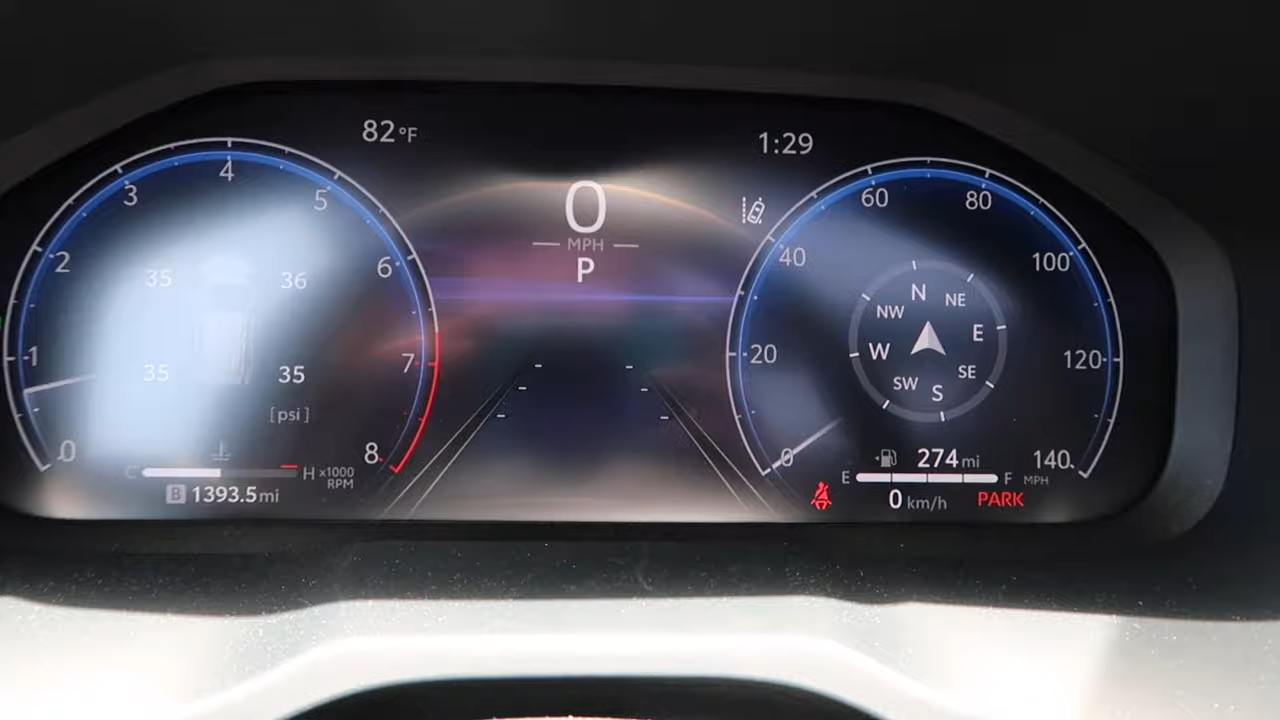 82°F
1:29
0
MPH
P
0 1 2 3 4 5 6 7 8
x1000
RPM
35 36
35 35
[psi]
C H
B 1393.5 mi
0 20 40 60 80 100 120 140
MPH
N NE E SE S SW W NW
274 mi
E F
0 km/h
PARK